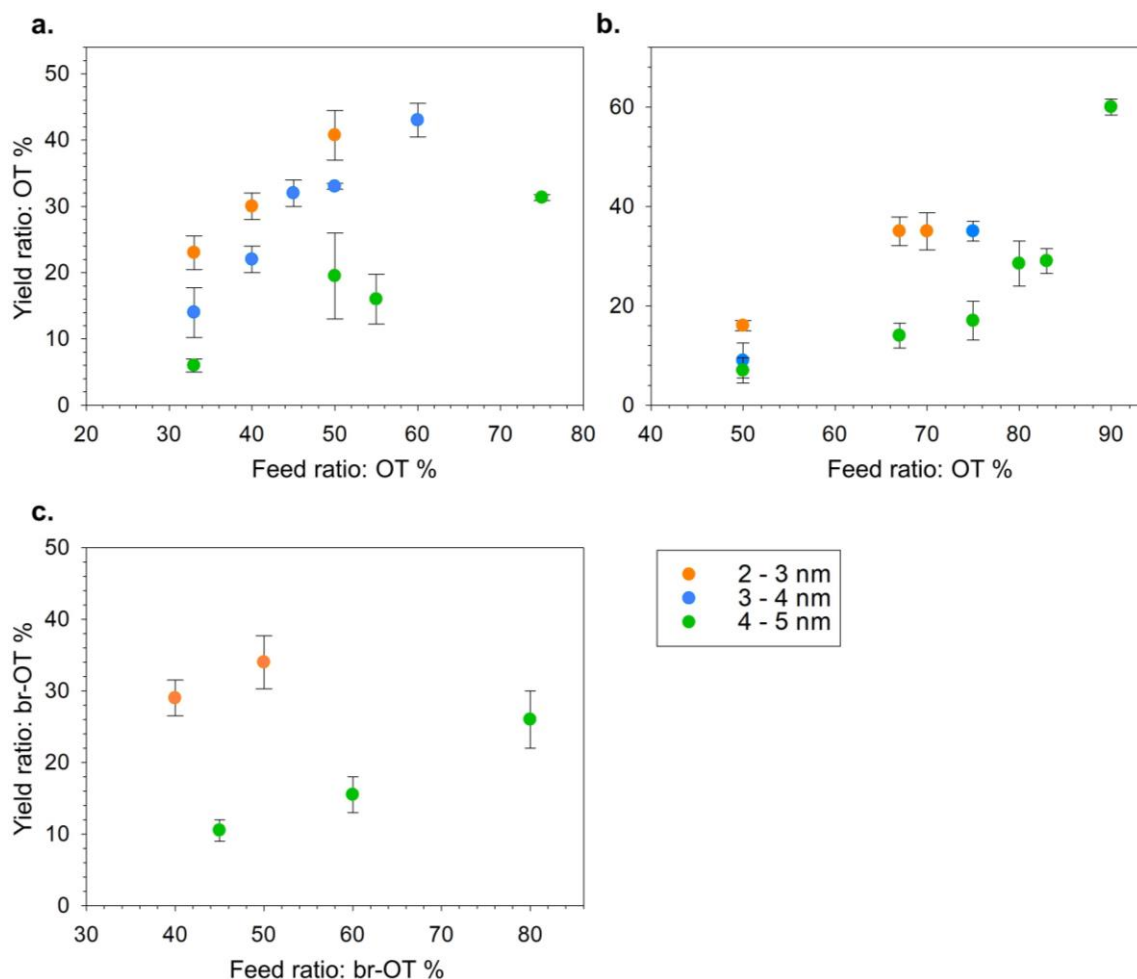 a.
Yield ratio: OT %
50
40
30
20
10
0
20 30 40 50 60 70 80
Feed ratio: OT %
b.
60
40
20
0
40 50 60 70 80 90
Feed ratio: OT %
c.
Yield ratio: br-OT %
50
40
30
20
10
0
30 40 50 60 70 80
Feed ratio: br-OT %
2 - 3 nm
3 - 4 nm
4 - 5 nm